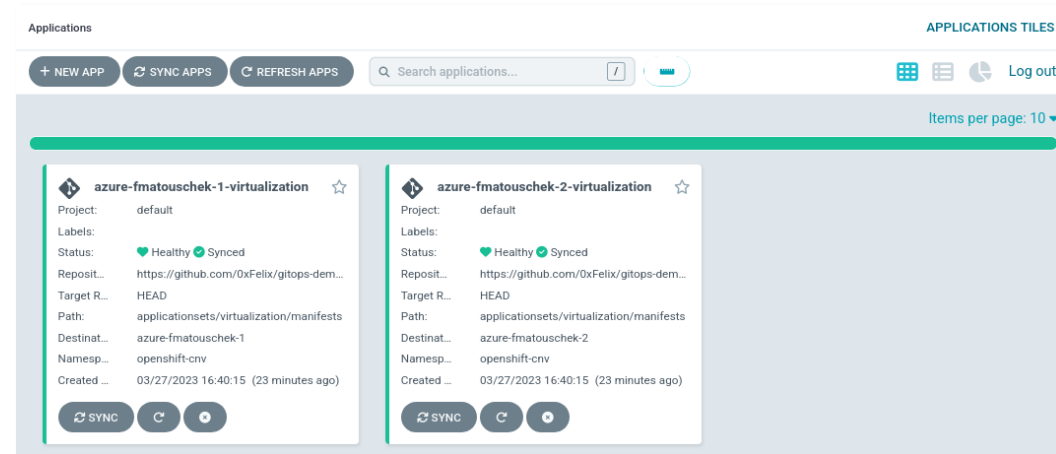 Applications APPLICATIONS TILES
+ NEW APP SYNC APPS REFRESH APPS Search applications... / Log out
Items per page: 10
azure-fmatouschek-1-virtualization
Project: default
Labels:
Status: Healthy Synced
Reposit... https://github.com/0xFelix/gitops-dem...
Target R... HEAD
Path: applicationsets/virtualization/manifests
Destinat... azure-fmatouschek-1
Namesp... openshift-cnv
Created ... 03/27/2023 16:40:15 (23 minutes ago)
SYNC
azure-fmatouschek-2-virtualization
Project: default
Labels:
Status: Healthy Synced
Reposit... https://github.com/0xFelix/gitops-dem...
Target R... HEAD
Path: applicationsets/virtualization/manifests
Destinat... azure-fmatouschek-2
Namesp... openshift-cnv
Created ... 03/27/2023 16:40:15 (23 minutes ago)
SYNC